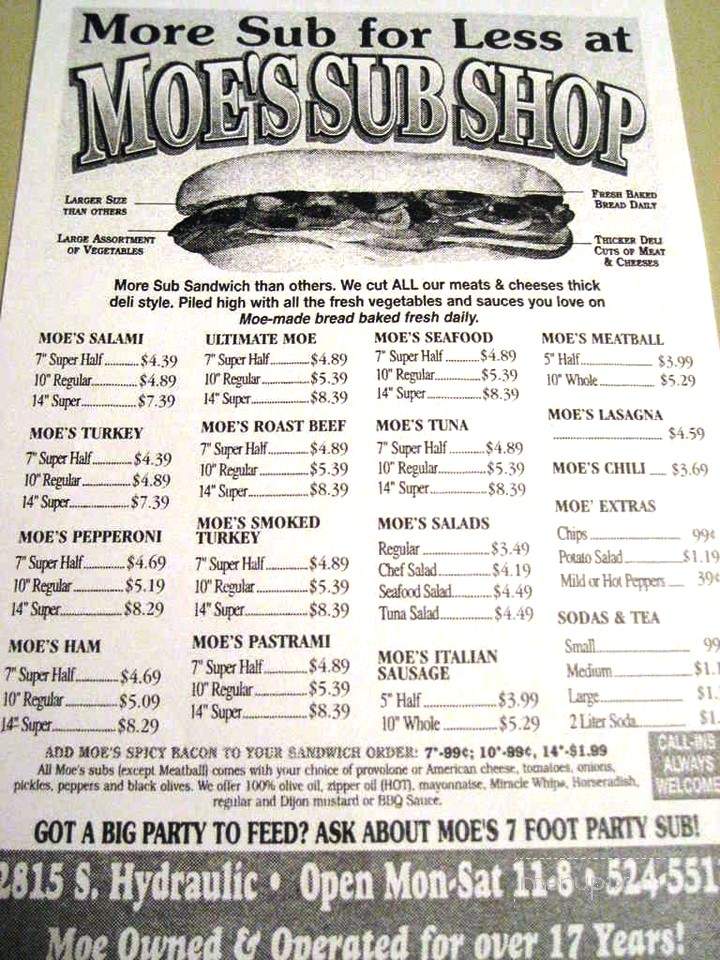 More Sub for Less at
MOE'S SUB SHOP
LARGER SIZE
THAN OTHERS
LARGE ASSORTMENT
OF VEGETABLES
FRESH BAKED
BREAD DAILY
THICKER DELI
CUTS OF MEAT
& CHEESES
More Sub Sandwich than others. We cut ALL our meats & cheeses thick
deli style. Piled high with all the fresh vegetables and sauces you love on
Moe-made bread baked fresh daily.
MOE'S SALAMI
7" Super Half...........$4.39
10" Regular..............$4.89
14" Super.................$7.39
MOE'S TURKEY
7" Super Half............$4.39
10" Regular..............$4.89
14" Super.................$7.39
MOE'S PEPPERONI
7" Super Half............$4.69
10" Regular..............$5.19
14" Super.................$8.29
MOE'S HAM
7" Super Half............$4.69
10" Regular..............$5.09
14" Super.................$8.29
ULTIMATE MOE
7" Super Half...........$4.89
10" Regular..............$5.39
14" Super.................$8.39
MOE'S ROAST BEEF
7" Super Half............$4.89
10" Regular..............$5.39
14" Super.................$8.39
MOE'S SMOKED
TURKEY
7" Super Half............$4.89
10" Regular..............$5.39
14" Super.................$8.39
MOE'S PASTRAMI
7" Super Half............$4.89
10" Regular..............$5.39
14" Super.................$8.39
MOE'S SEAFOOD
7" Super Half...........$4.89
10" Regular..............$5.39
14" Super.................$8.39
MOE'S TUNA
7" Super Half............$4.89
10" Regular..............$5.39
14" Super.................$8.39
MOE'S SALADS
Regular....................$3.49
Chef Salad...............$4.19
Seafood Salad..........$4.49
Tuna Salad..............$4.49
MOE'S ITALIAN
SAUSAGE
5" Half....................$3.99
10" Whole...............$5.29
MOE'S MEATBALL
5" Half....................$3.99
10" Whole...............$5.29
MOE'S LASAGNA
..............................$4.59
MOE'S CHILI....$3.69
MOE' EXTRAS
Chips.......................99¢
Potato Salad............$1.19
Mild or Hot Peppers....39¢
SODAS & TEA
Small.......................99
Medium...................$1.1
Large.......................$1.
2 Liter Soda..............$1.
ADD MOE'S SPICY BACON TO YOUR SANDWICH ORDER: 7"-99¢; 10"-99¢, 14"-$1.99
All Moe's subs (except Meatball) comes with your choice of provolone or American cheese, tomatoes, onions,
pickles, peppers and black olives. We offer 100% olive oil, zipper oil (HOT), mayonnaise, Miracle Whip, Horseradish,
regular and Dijon mustard or BBQ Sauce.
CALL-INS
ALWAYS
WELCOME
GOT A BIG PARTY TO FEED? ASK ABOUT MOE'S 7 FOOT PARTY SUB!
2815 S. Hydraulic • Open Mon-Sat 11-8 • 524-551
Moe Owned & Operated for over 17 Years!